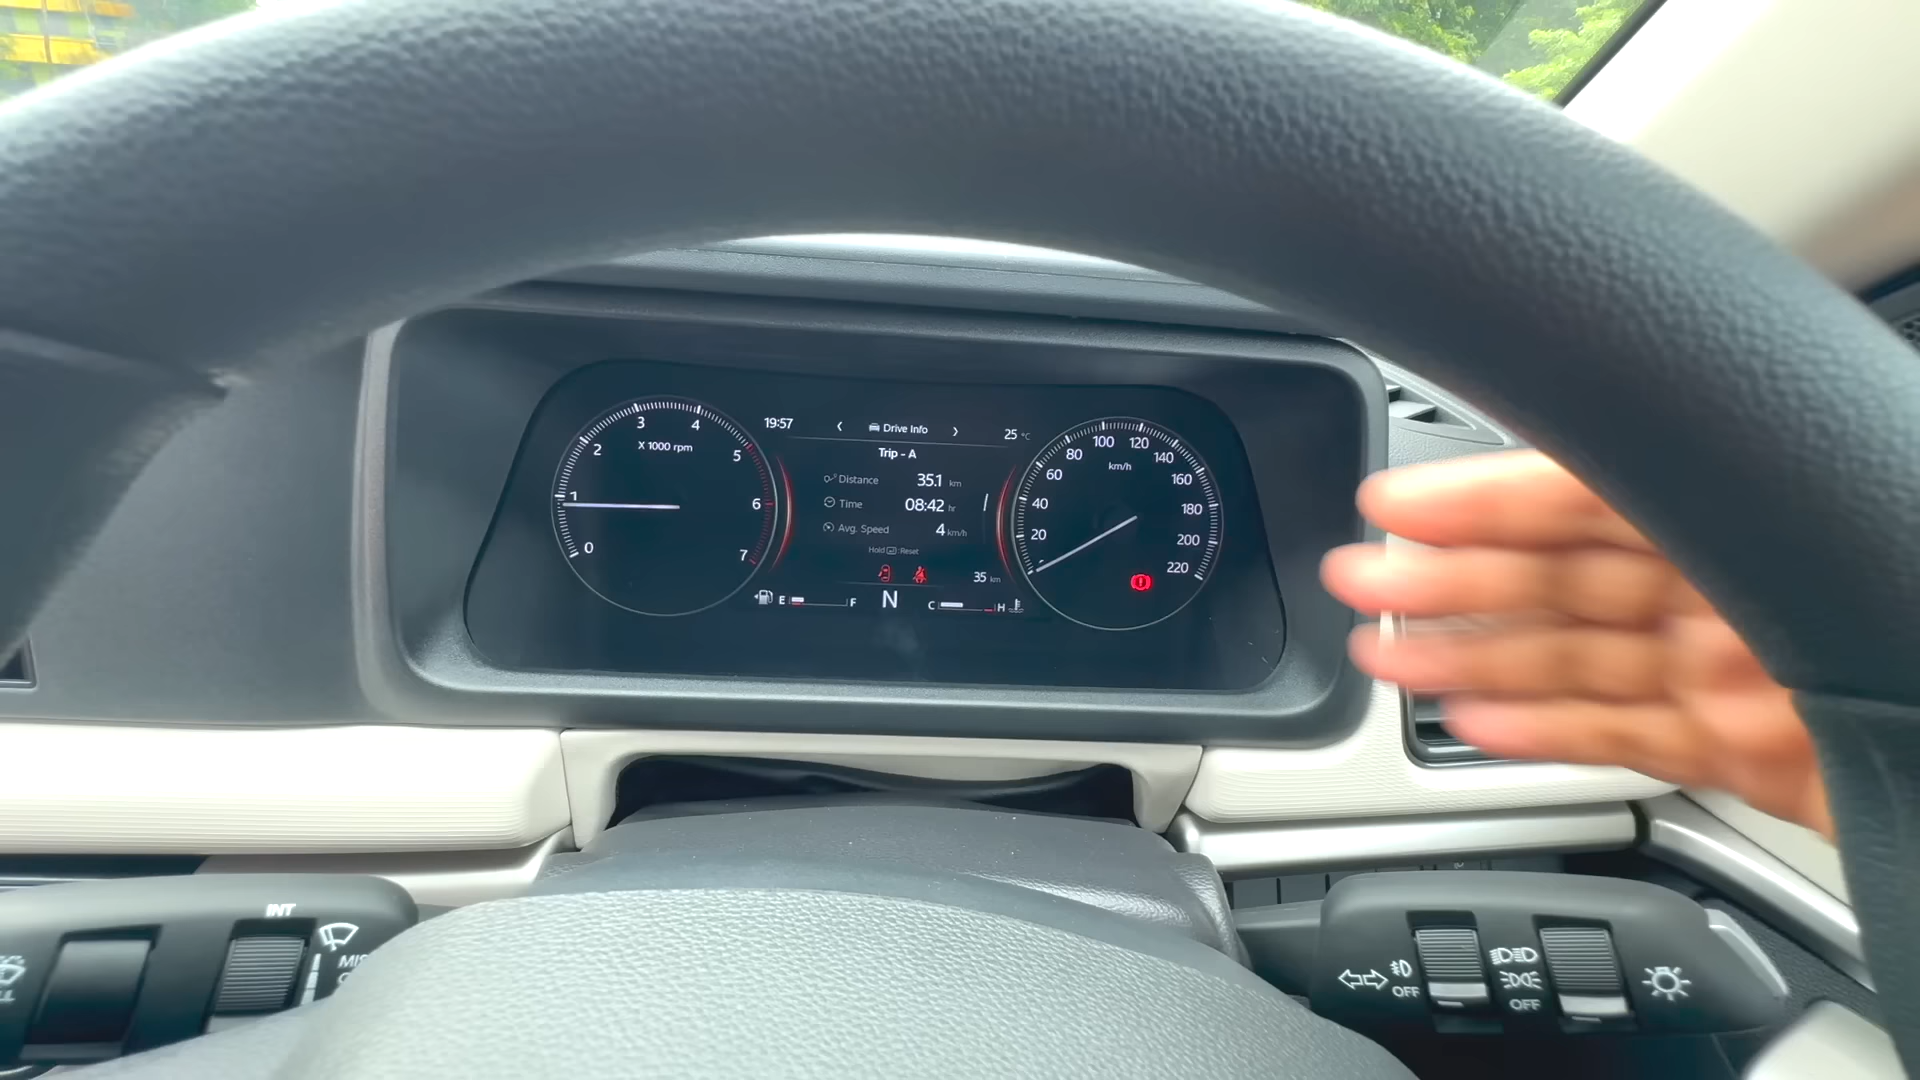 19:57
Drive Info
25 °C
Trip - A
Distance 35.1 km
Time 08:42 hr
Avg. Speed 4 km/h
Hold : Reset
35 km
E F
N
C H
0
1
2
3
4
5
6
7
X 1000 rpm
20
40
60
80
100
120
140
160
180
200
220
km/h
INT
OFF
OFF